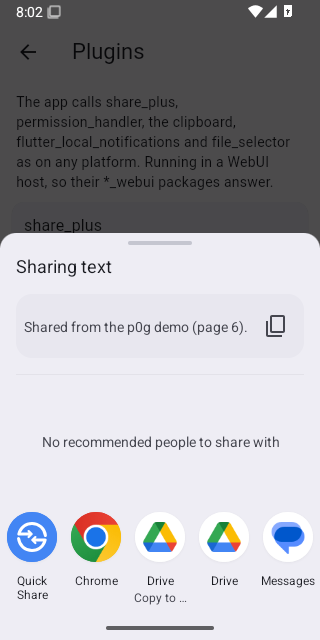 8:02
Plugins
The app calls share_plus,
permission_handler, the clipboard,
flutter_local_notifications and file_selector
as on any platform. Running in a WebUI
host, so their *_webui packages answer.
share_plus
Sharing text
Shared from the p0g demo (page 6).
No recommended people to share with
Quick
Share
Chrome
Drive
Copy to ...
Drive
Messages